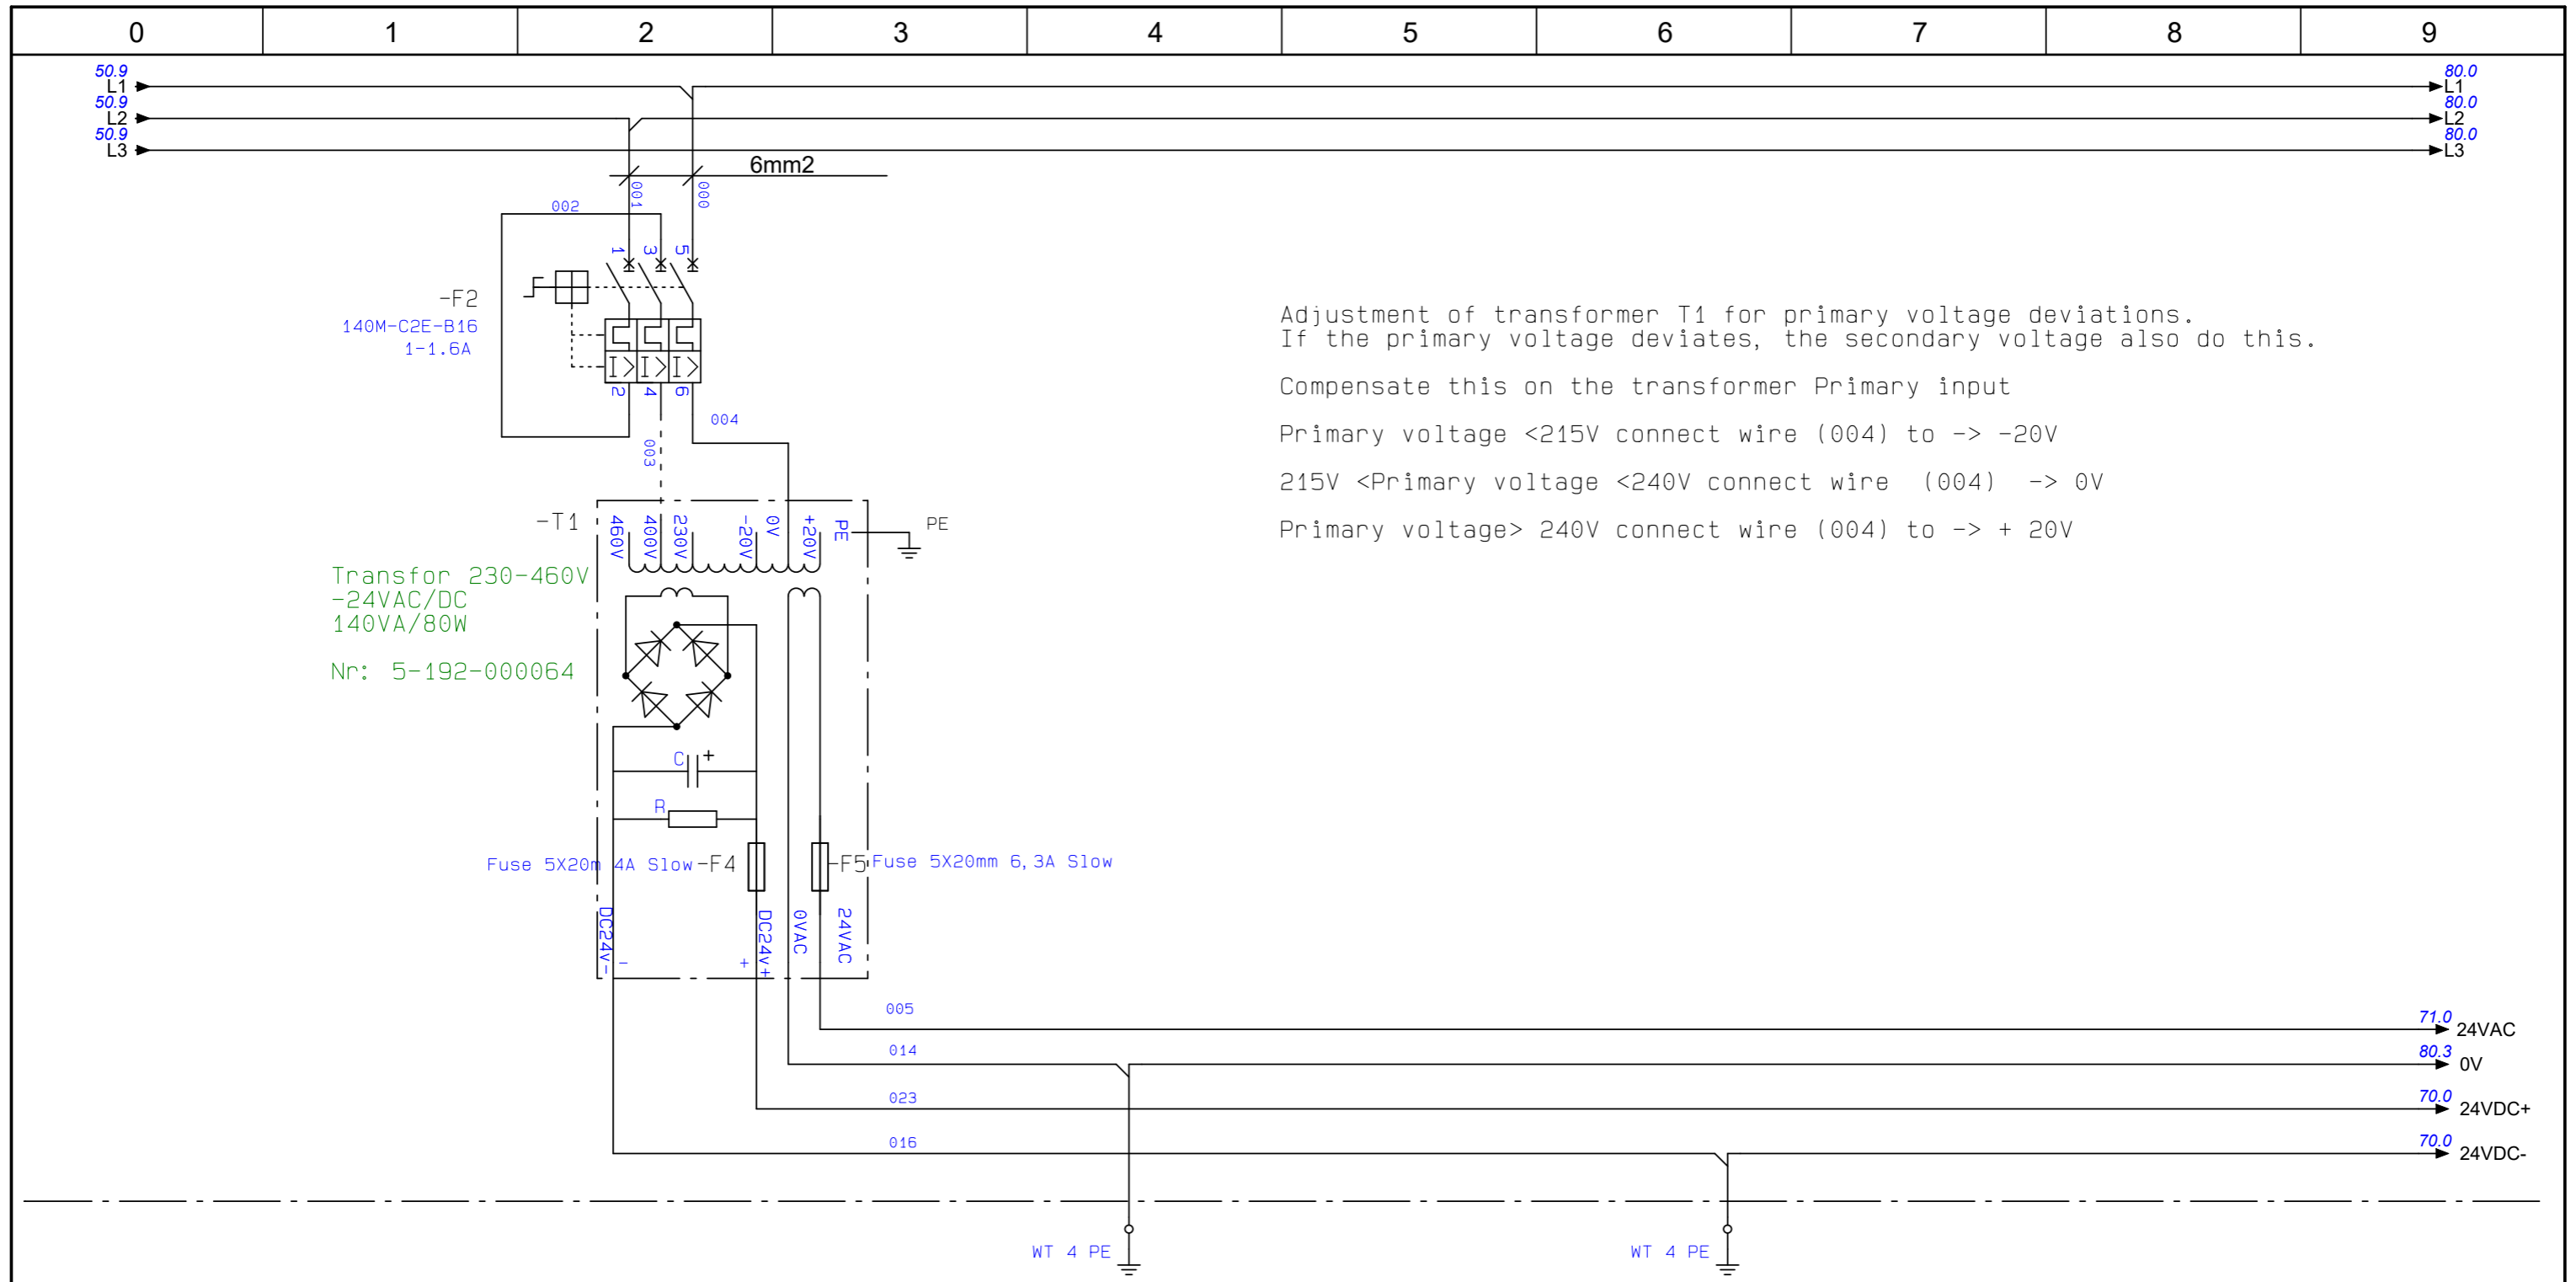 0 1 2 3 4 5 6 7 8 9
50.9
L1
50.9
L2
50.9
L3
80.0
L1
80.0
L2
80.0
L3
6mm2
001
000
002
1 3 5
-F2
140M-C2E-B16
1-1.6A
I> I> I>
2 4 6
004
003
Adjustment of transformer T1 for primary voltage deviations.
If the primary voltage deviates, the secondary voltage also do this.
Compensate this on the transformer Primary input
Primary voltage <215V connect wire (004) to -> -20V
215V <Primary voltage <240V connect wire (004) -> 0V
Primary voltage> 240V connect wire (004) to -> + 20V
-T1
460V
400V
230V
-20V
0V
+20V
PE
PE
Transfor 230-460V
-24VAC/DC
140VA/80W
Nr: 5-192-000064
C +
R
Fuse 5X20m 4A Slow
-F4
-F5
Fuse 5X20mm 6,3A Slow
DC24v-
-
+
DC24v+
0VAC
24VAC
005
71.0
24VAC
014
80.3
0V
023
70.0
24VDC+
016
70.0
24VDC-
WT 4 PE
WT 4 PE